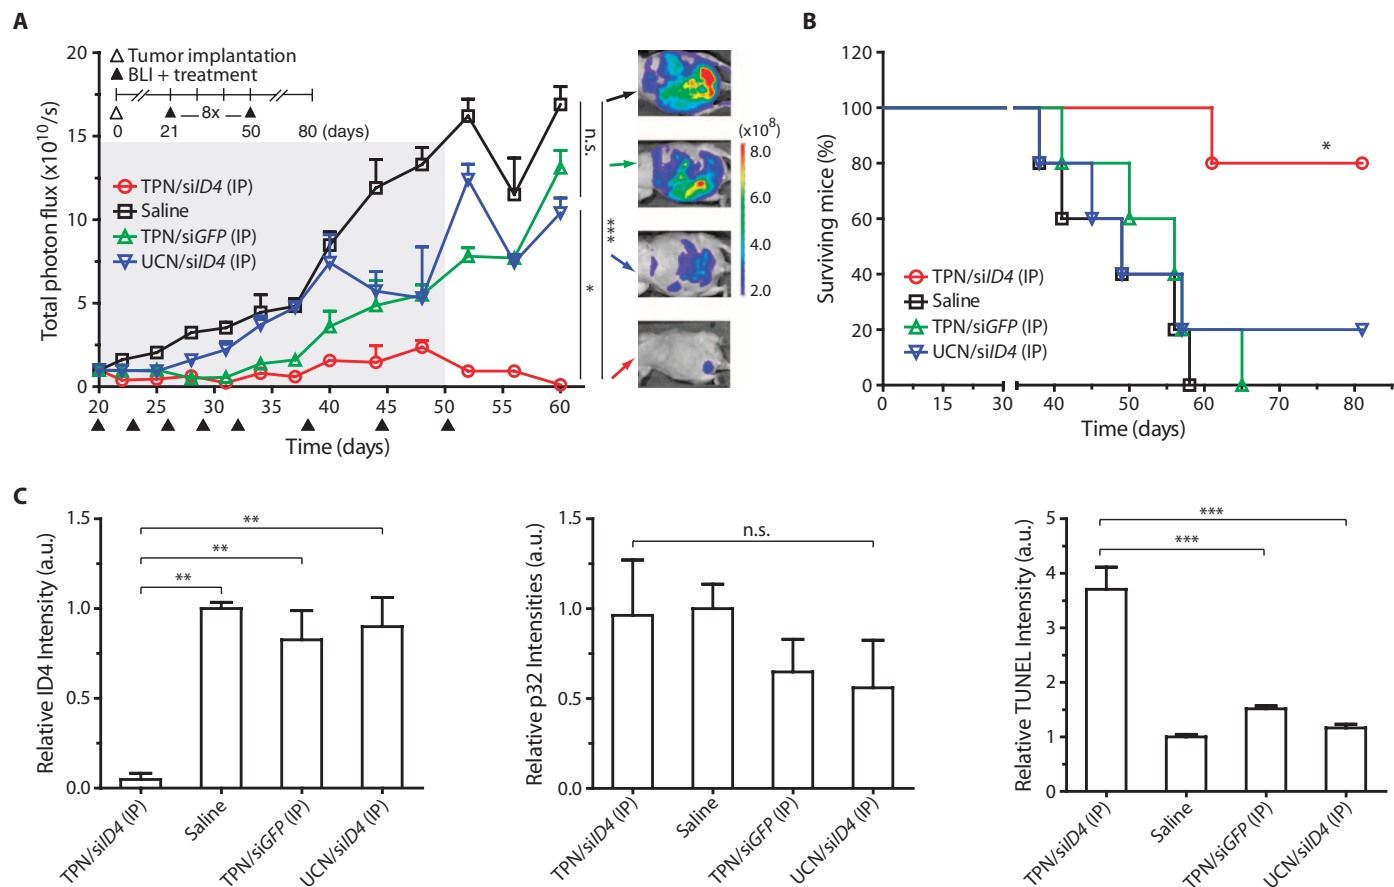 A
Total photon flux (x10¹⁰/s)
20
15
10
5
0
Tumor implantation
BLI + treatment
8x
0 21 50 80 (days)
TPN/siID4 (IP)
Saline
TPN/siGFP (IP)
UCN/siID4 (IP)
20 25 30 35 40 45 50 55 60
Time (days)
n.s.
***
*
(x10⁸)
8.0
6.0
4.0
2.0
B
Surviving mice (%)
120
100
80
60
40
20
0
*
TPN/siID4 (IP)
Saline
TPN/siGFP (IP)
UCN/siID4 (IP)
0 15 30 40 50 60 70 80
Time (days)
C
Relative ID4 Intensity (a.u.)
1.5
1.0
0.5
0.0
**
**
**
TPN/siID4 (IP)
Saline
TPN/siGFP (IP)
UCN/siID4 (IP)
Relative p32 Intensities (a.u.)
1.5
1.0
0.5
0.0
n.s.
TPN/siID4 (IP)
Saline
TPN/siGFP (IP)
UCN/siID4 (IP)
Relative TUNEL Intensity (a.u.)
5
4
3
2
1
0
***
***
TPN/siID4 (IP)
Saline
TPN/siGFP (IP)
UCN/siID4 (IP)